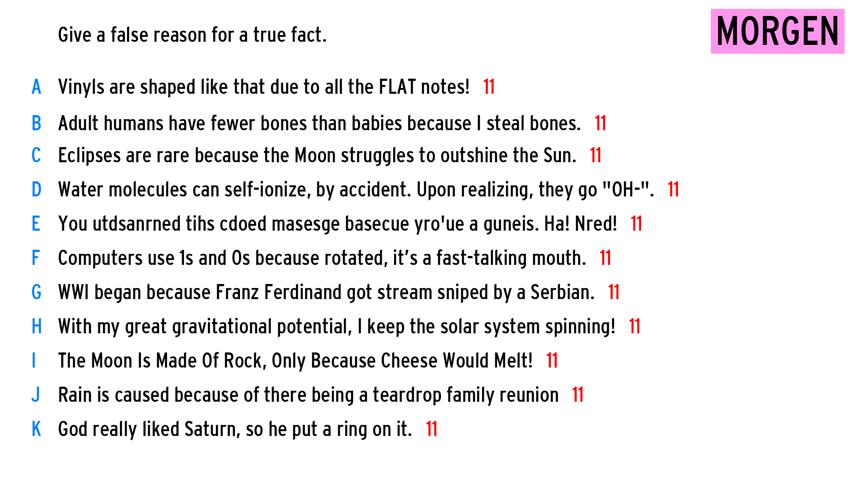 Give a false reason for a true fact.
MORGEN
A Vinyls are shaped like that due to all the FLAT notes! 11
B Adult humans have fewer bones than babies because I steal bones. 11
C Eclipses are rare because the Moon struggles to outshine the Sun. 11
D Water molecules can self-ionize, by accident. Upon realizing, they go "OH-". 11
E You utdsanrned tihs cdoed masesge basecue yro'ue a guneis. Ha! Nred! 11
F Computers use 1s and 0s because rotated, it’s a fast-talking mouth. 11
G WWI began because Franz Ferdinand got stream sniped by a Serbian. 11
H With my great gravitational potential, I keep the solar system spinning! 11
I The Moon Is Made Of Rock, Only Because Cheese Would Melt! 11
J Rain is caused because of there being a teardrop family reunion 11
K God really liked Saturn, so he put a ring on it. 11